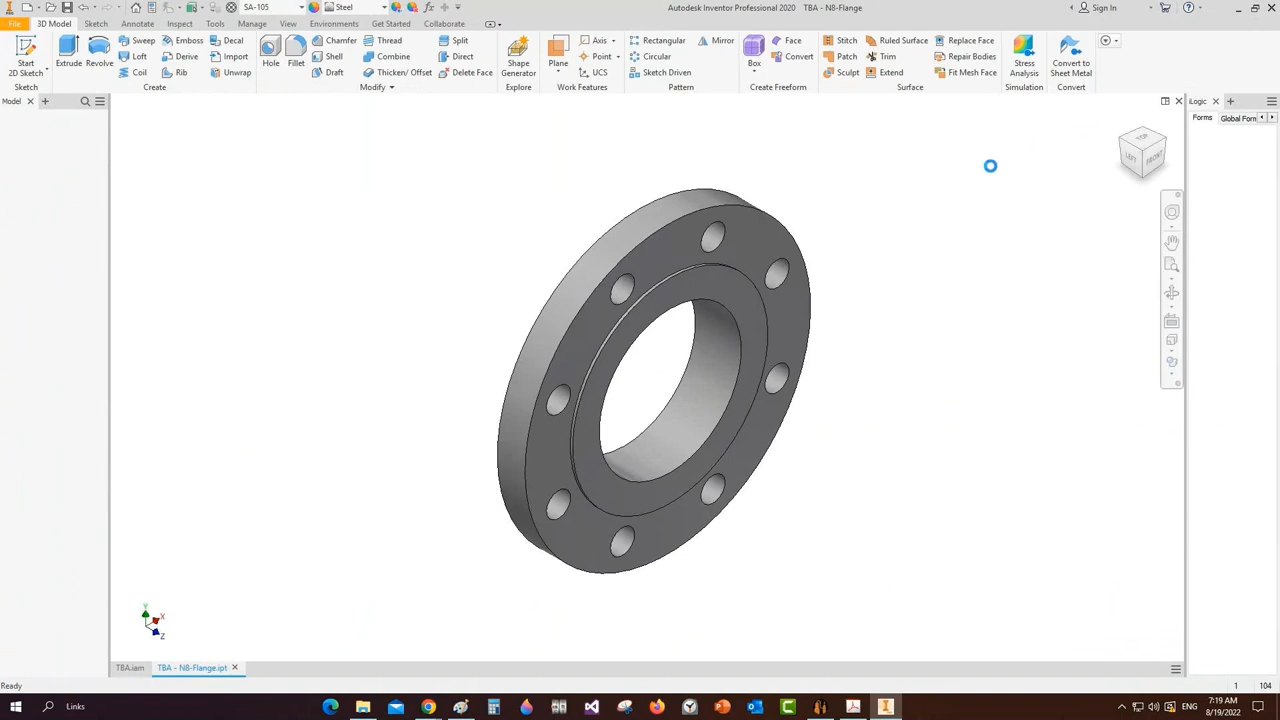 SA-105
Steel
Autodesk Inventor Professional 2020 TBA - N8-Flange
Sign In
File 3D Model Sketch Annotate Inspect Tools Manage View Environments Get Started Collaborate
Start
2D Sketch
Sketch
Extrude
Revolve
Sweep
Loft
Coil
Emboss
Derive
Rib
Decal
Import
Unwrap
Create
Hole
Fillet
Chamfer
Shell
Draft
Thread
Combine
Thicken/ Offset
Split
Direct
Delete Face
Modify
Shape
Generator
Explore
Plane
Axis
Point
UCS
Work Features
Rectangular
Circular
Sketch Driven
Mirror
Pattern
Box
Face
Convert
Create Freeform
Stitch
Patch
Sculpt
Ruled Surface
Trim
Extend
Replace Face
Repair Bodies
Fit Mesh Face
Surface
Stress
Analysis
Simulation
Convert to
Sheet Metal
Convert
Model
iLogic
Forms Global Forn
TOP
LEFT
FRONT
Y
X
Z
TBA.iam TBA - N8-Flange.ipt
Ready
1 104
Links
7:19 AM
8/19/2022